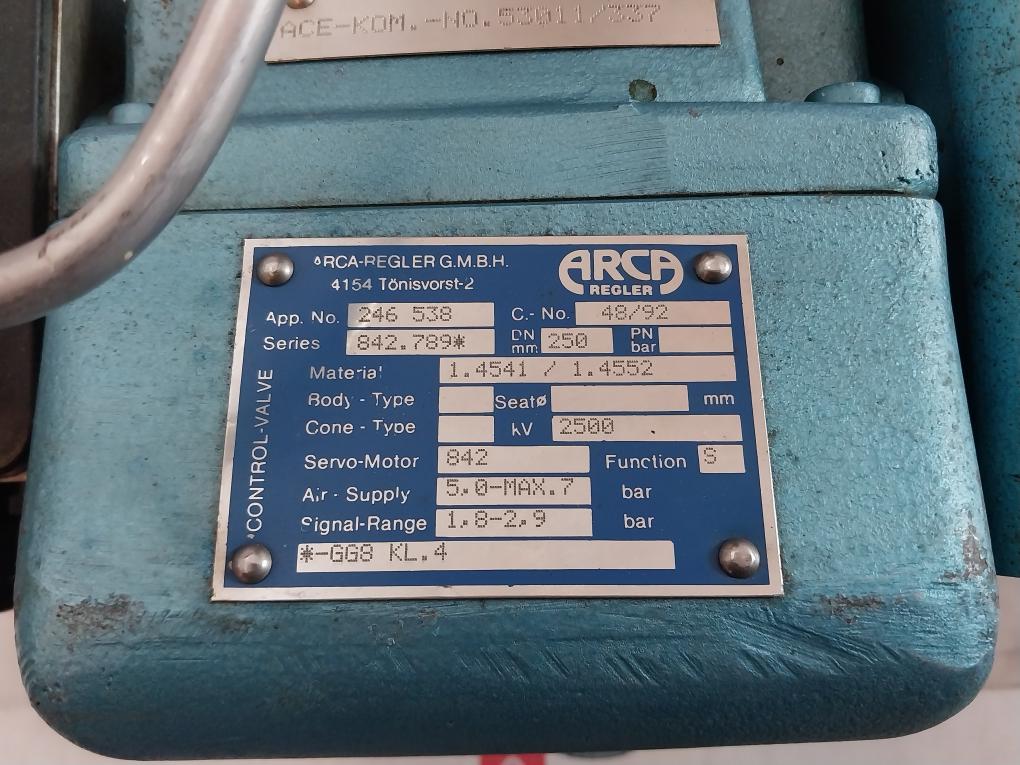 ACE-KOM.-NO.53011/337
ARCA-REGLER G.M.B.H.
4154 Tönisvorst-2
ARCA
REGLER
App. No. 246 538 C.-No. 48/92
Series 842.789* DN mm 250 PN bar
Material 1.4541 / 1.4552
Body - Type Seatø mm
Cone - Type kV 2500
Servo-Motor 842 Function S
Air - Supply 5.0-MAX.7 bar
Signal-Range 1.8-2.9 bar
*-GG8 KL.4
CONTROL-VALVE